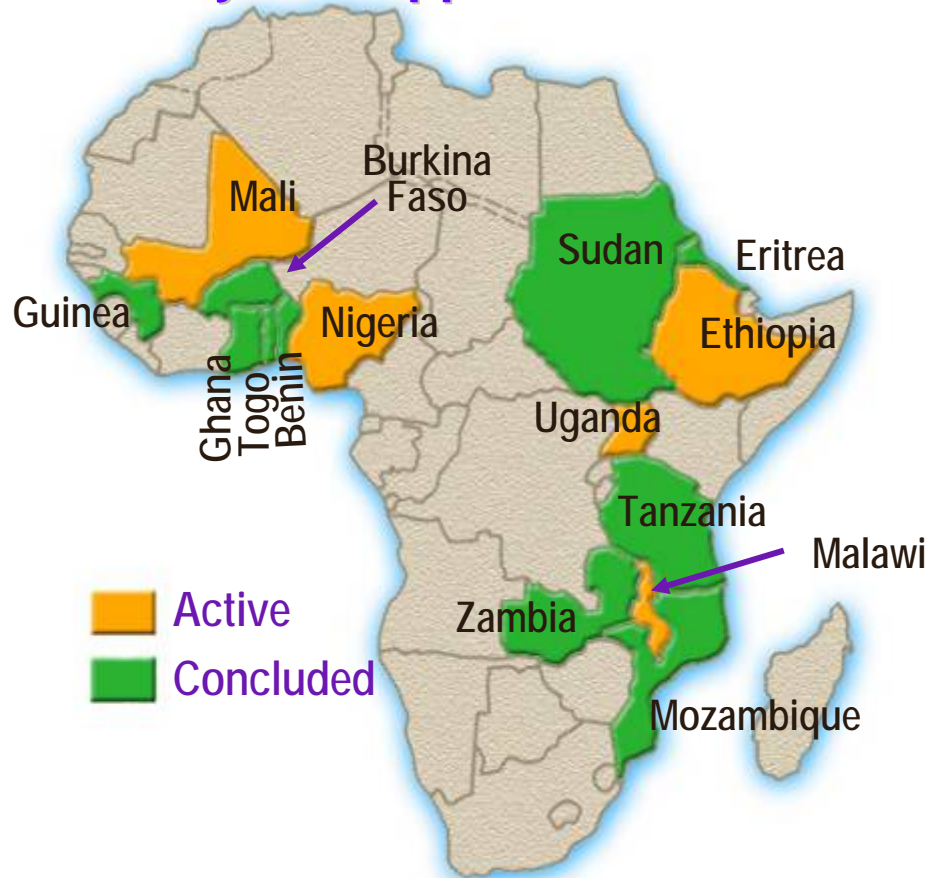 Burkina
Faso
Mali
Sudan
Eritrea
Guinea
Nigeria
Ethiopia
Ghana
Togo
Benin
Uganda
Tanzania
Malawi
Active
Zambia
Concluded
Mozambique